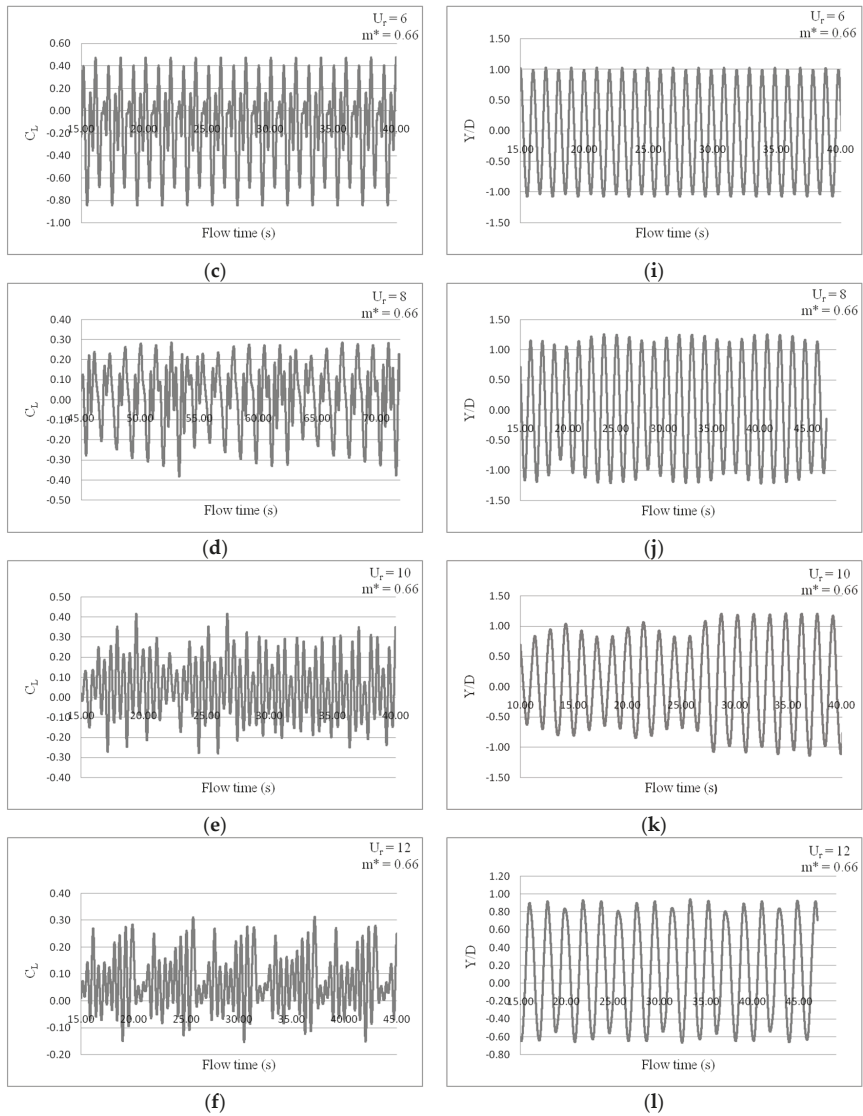 U_r = 6
m* = 0.66
0.60
0.40
0.20
0.00
-0.20
-0.40
-0.60
-0.80
-1.00
15.00 20.00 25.00 30.00 35.00 40.00
C_L
Flow time (s)
(c)
U_r = 6
m* = 0.66
1.50
1.00
0.50
0.00
-0.50
-1.00
-1.50
15.00 20.00 25.00 30.00 35.00 40.00
Y/D
Flow time (s)
(i)
U_r = 8
m* = 0.66
0.40
0.30
0.20
0.10
0.00
-0.10
-0.20
-0.30
-0.40
-0.50
45.00 50.00 55.00 60.00 65.00 70.00
C_L
Flow time (s)
(d)
U_r = 8
m* = 0.66
1.50
1.00
0.50
0.00
-0.50
-1.00
-1.50
15.00 20.00 25.00 30.00 35.00 40.00 45.00
Y/D
Flow time (s)
(j)
U_r = 10
m* = 0.66
0.50
0.40
0.30
0.20
0.10
0.00
-0.10
-0.20
-0.30
-0.40
15.00 20.00 25.00 30.00 35.00 40.00
C_L
Flow time (s)
(e)
U_r = 10
m* = 0.66
1.50
1.00
0.50
0.00
-0.50
-1.00
-1.50
10.00 15.00 20.00 25.00 30.00 35.00 40.00
Y/D
Flow time (s)
(k)
U_r = 12
m* = 0.66
0.40
0.30
0.20
0.10
0.00
-0.10
-0.20
15.00 20.00 25.00 30.00 35.00 40.00 45.00
C_L
Flow time (s)
(f)
U_r = 12
m* = 0.66
1.20
1.00
0.80
0.60
0.40
0.20
0.00
-0.20
-0.40
-0.60
-0.80
15.00 20.00 25.00 30.00 35.00 40.00 45.00
Y/D
Flow time (s)
(l)